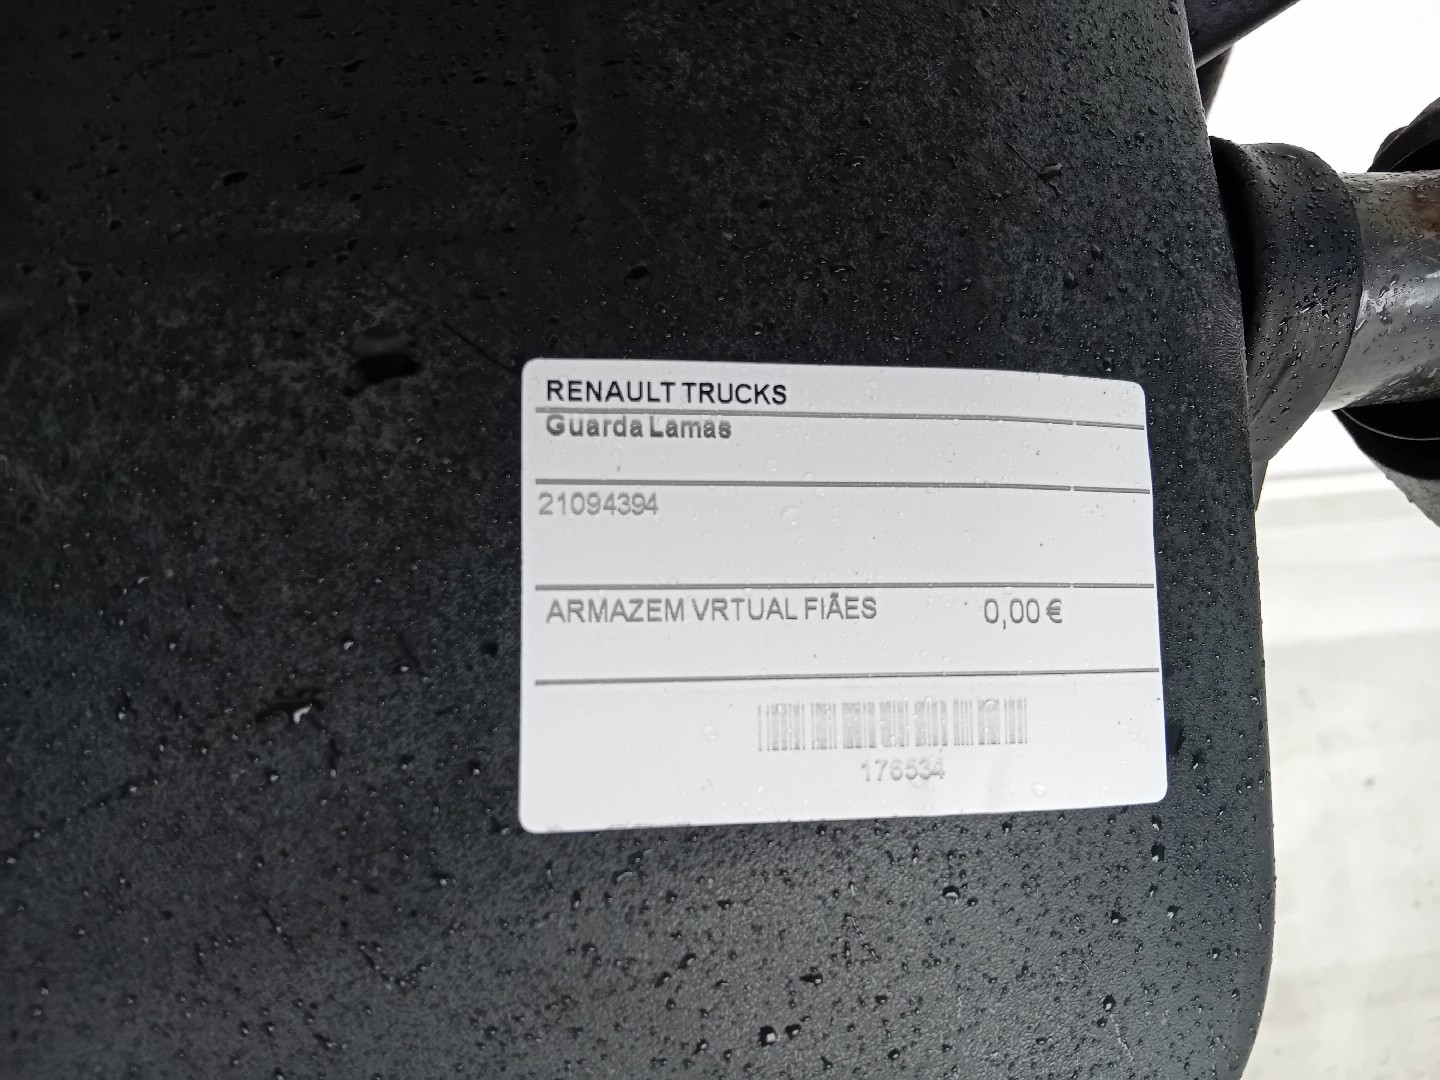 RENAULT TRUCKS
Guarda Lamas
21094394
ARMAZEM VRTUAL FIÃES 0,00 €
176534